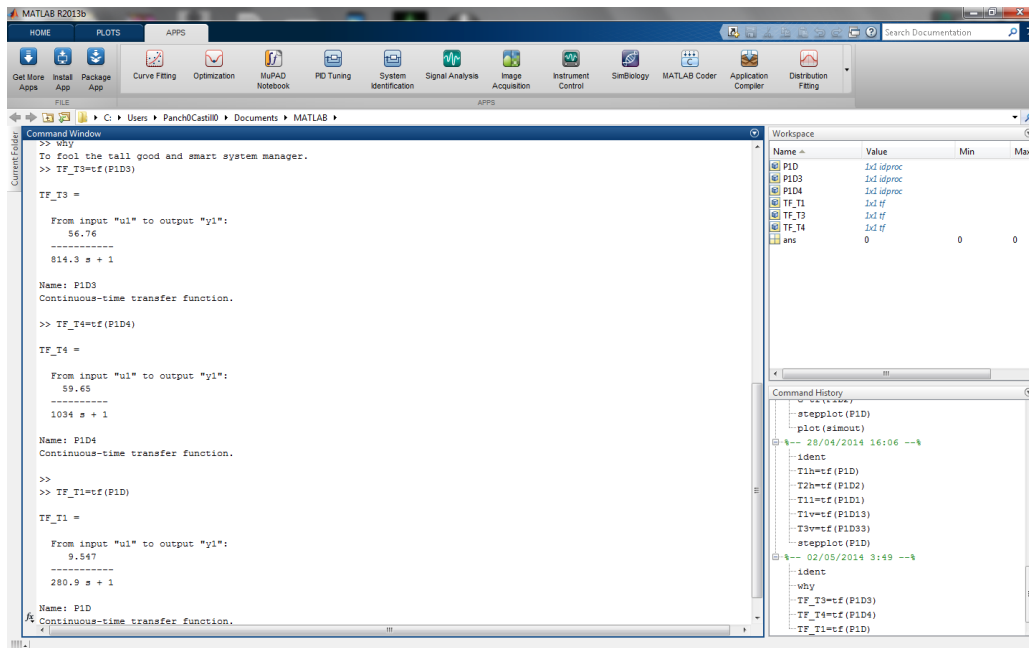 MATLAB R2013b
HOME PLOTS APPS
Search Documentation
Get More Apps
Install App
Package App
Curve Fitting
Optimization
MuPAD Notebook
PID Tuning
System Identification
Signal Analysis
Image Acquisition
Instrument Control
SimBiology
MATLAB Coder
Application Compiler
Distribution Fitting
FILE APPS
C: Users Panch0Castill0 Documents MATLAB
Current Folder
Command Window
>> why
To fool the tall good and smart system manager.
>> TF_T3=tf(P1D3)
TF_T3 =
From input "u1" to output "y1":
56.76
-----------
814.3 s + 1
Name: P1D3
Continuous-time transfer function.
>> TF_T4=tf(P1D4)
TF_T4 =
From input "u1" to output "y1":
59.65
----------
1034 s + 1
Name: P1D4
Continuous-time transfer function.
>>
>> TF_T1=tf(P1D)
TF_T1 =
From input "u1" to output "y1":
9.547
-----------
280.9 s + 1
Name: P1D
fx Continuous-time transfer function.
Workspace
Name Value Min Max
P1D 1x1 idproc
P1D3 1x1 idproc
P1D4 1x1 idproc
TF_T1 1x1 tf
TF_T3 1x1 tf
TF_T4 1x1 tf
ans 0 0 0
Command History
stepplot(P1D)
plot(simout)
%-- 28/04/2014 16:06 --%
ident
T1h=tf(P1D)
T2h=tf(P1D2)
T11=tf(P1D1)
T1v=tf(P1D13)
T3v=tf(P1D33)
stepplot(P1D)
%-- 02/05/2014 3:49 --%
ident
why
TF_T3=tf(P1D3)
TF_T4=tf(P1D4)
TF_T1=tf(P1D)